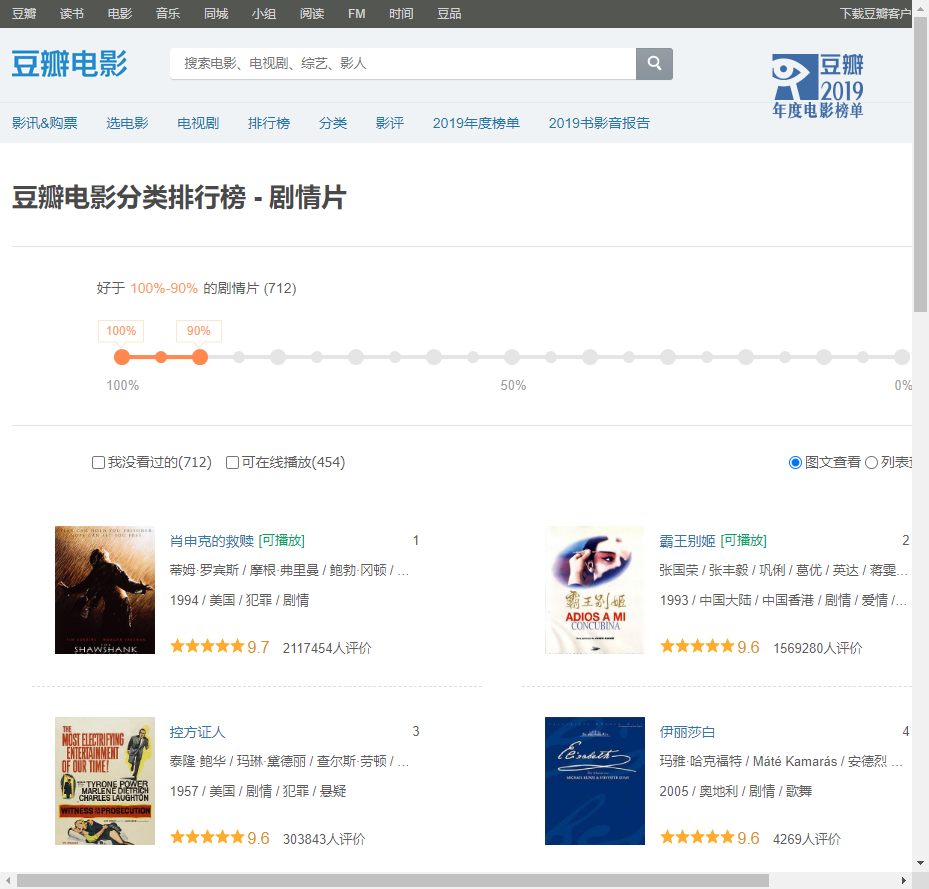 豆瓣 读书 电影 音乐 同城 小组 阅读 FM 时间 豆品 下载豆瓣客户
豆瓣电影
搜索电影、电视剧、综艺、影人
豆瓣
2019
年度电影榜单
影讯&购票 选电影 电视剧 排行榜 分类 影评 2019年度榜单 2019书影音报告
豆瓣电影分类排行榜 - 剧情片
好于 100%-90% 的剧情片 (712)
100% 90%
100% 50% 0%
我没看过的(712) 可在线播放(454) 图文查看 列表
肖申克的救赎 [可播放] 1
蒂姆·罗宾斯 / 摩根·弗里曼 / 鲍勃·冈顿 / ...
1994 / 美国 / 犯罪 / 剧情
9.7 2117454人评价
SHAWSHANK
霸王别姬 [可播放] 2
张国荣 / 张丰毅 / 巩俐 / 葛优 / 英达 / 蒋雯...
1993 / 中国大陆 / 中国香港 / 剧情 / 爱情 /...
9.6 1569280人评价
霸王别姬
ADIOS A MI
CONCUBINA
控方证人 3
泰隆·鲍华 / 玛琳·黛德丽 / 查尔斯·劳顿 / ...
1957 / 美国 / 剧情 / 犯罪 / 悬疑
9.6 303843人评价
THE
MOST ELECTRIFYING
ENTERTAINMENT
OF OUR TIME!
TYRONE POWER
MARLENE DIETRICH
CHARLES LAUGHTON
WITNESS FOR THE PROSECUTION
伊丽莎白 4
玛雅·哈克福特 / Máté Kamarás / 安德烈 ...
2005 / 奥地利 / 剧情 / 歌舞
9.6 4269人评价
Elisabeth